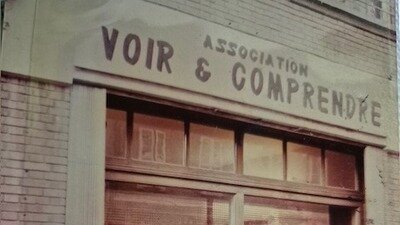 ASSOCIATION
VOIR & COMPRENDRE